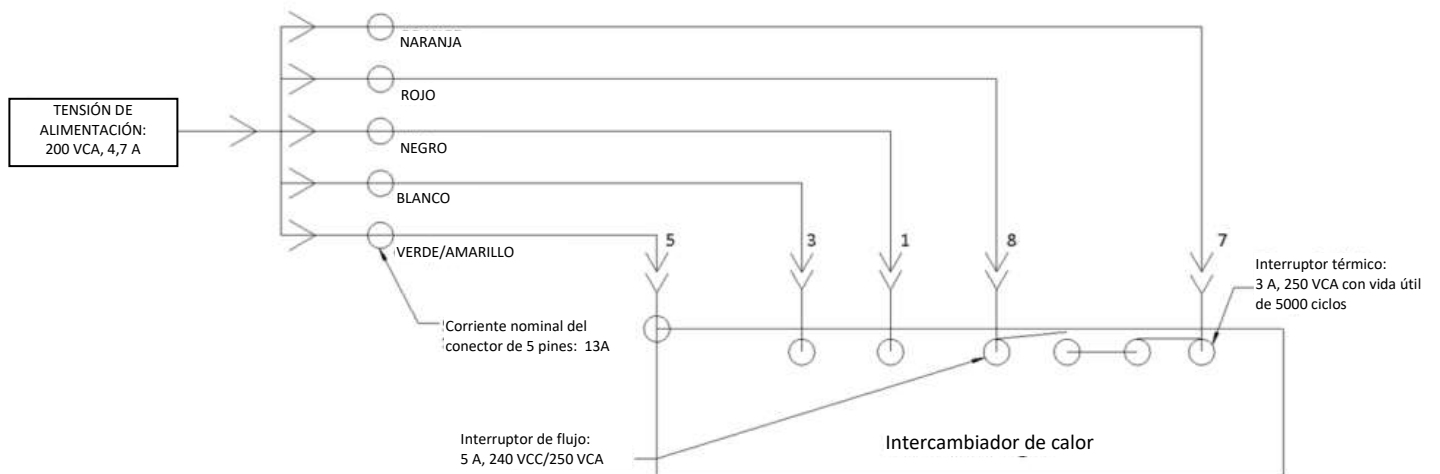 NARANJA
ROJO
TENSIÓN DE
ALIMENTACIÓN:
200 VCA, 4,7 A
NEGRO
BLANCO
VERDE/AMARILLO
5
3
1
8
7
Interruptor térmico:
3 A, 250 VCA con vida útil
de 5000 ciclos
Corriente nominal del
conector de 5 pines: 13A
Interruptor de flujo:
5 A, 240 VCC/250 VCA
Intercambiador de calor